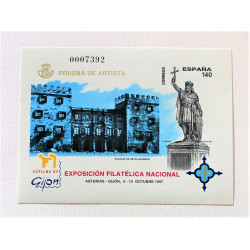 0007392
PRUEBA DE ARTISTA
CORREOS
ESPAÑA
140
PALACIO DE REVILLAGIGEDO
EXFILNA 97
Gijón
EXPOSICIÓN FILATÉLICA NACIONAL
ASTURIAS - GIJÓN, 4 - 12 OCTUBRE 1997